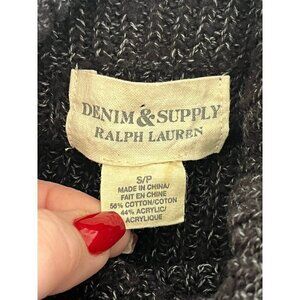 DENIM & SUPPLY
RALPH LAUREN
S/P
MADE IN CHINA/
FAIT EN CHINE
56% COTTON/COTON
44% ACRYLIC/
ACRYLIQUE